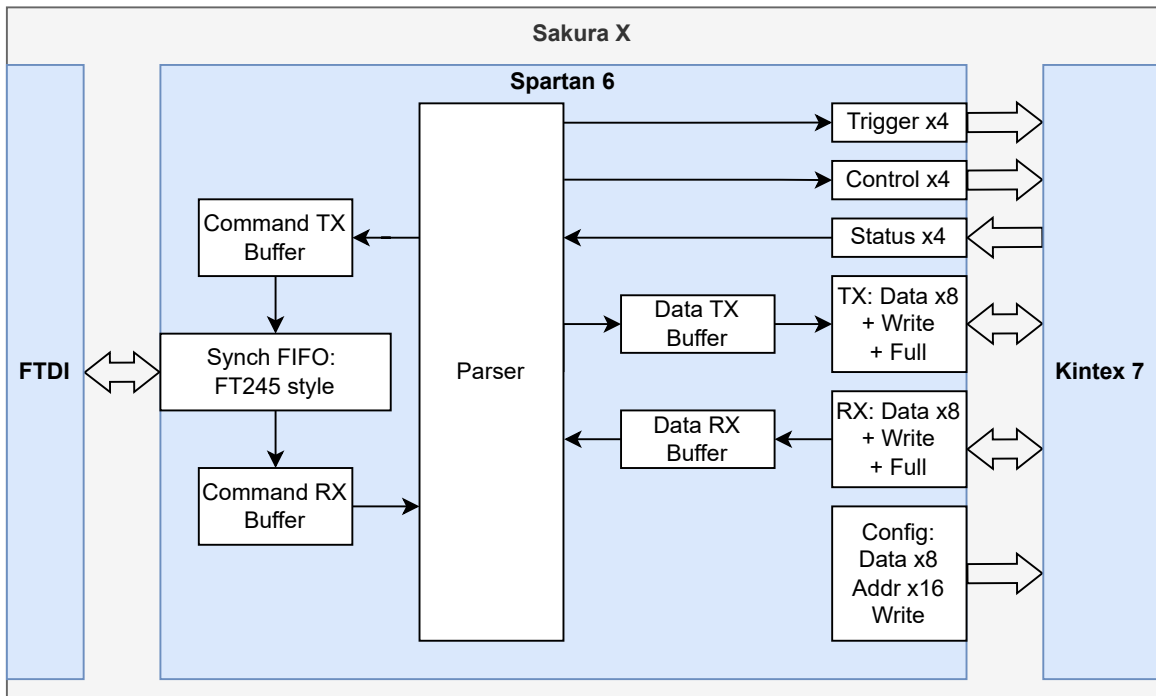 Sakura X
Spartan 6
FTDI
Command TX
Buffer
Synch FIFO:
FT245 style
Command RX
Buffer
Parser
Data TX
Buffer
Data RX
Buffer
Trigger x4
Control x4
Status x4
TX: Data x8
+ Write
+ Full
RX: Data x8
+ Write
+ Full
Config:
Data x8
Addr x16
Write
Kintex 7